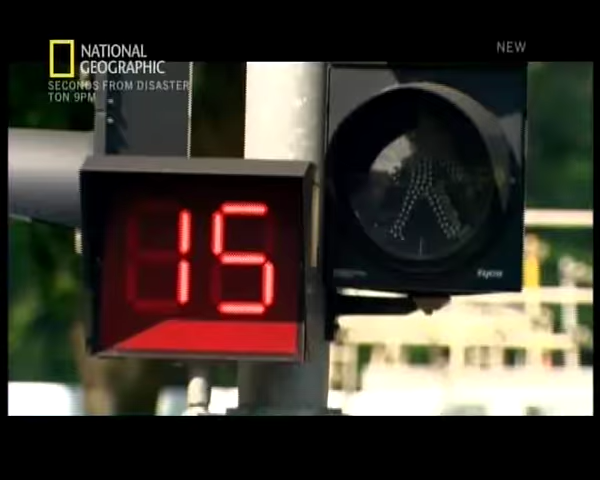 NATIONAL
GEOGRAPHIC
NEW
SECONDS FROM DISASTER
TON 9PM
15